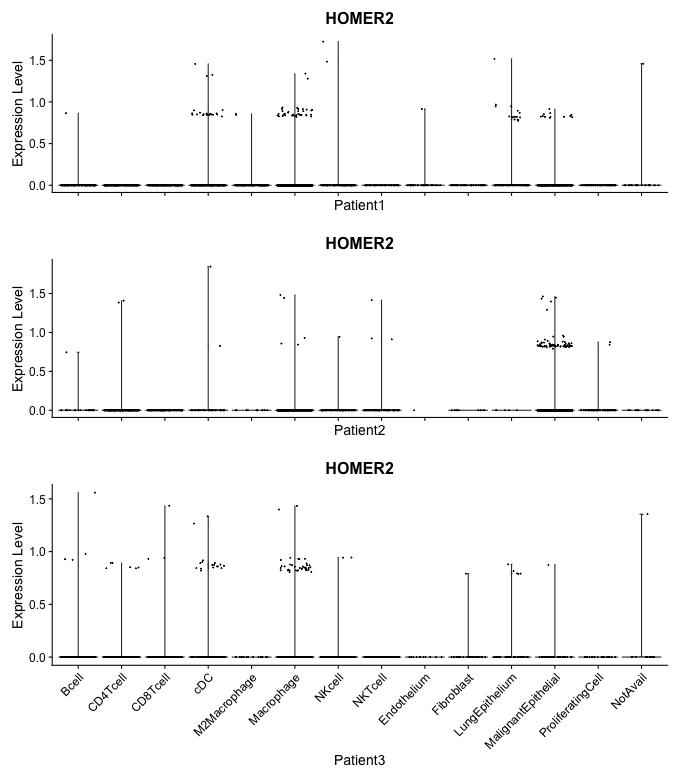 HOMER2
Expression Level
1.5
1.0
0.5
0.0
Patient1
HOMER2
Expression Level
1.5
1.0
0.5
0.0
Patient2
HOMER2
Expression Level
1.5
1.0
0.5
0.0
Bcell
CD4Tcell
CD8Tcell
cDC
M2Macrophage
Macrophage
NKcell
NKTcell
Endothelium
Fibroblast
LungEpithelium
MalignantEpithelial
ProliferatingCell
NotAvail
Patient3